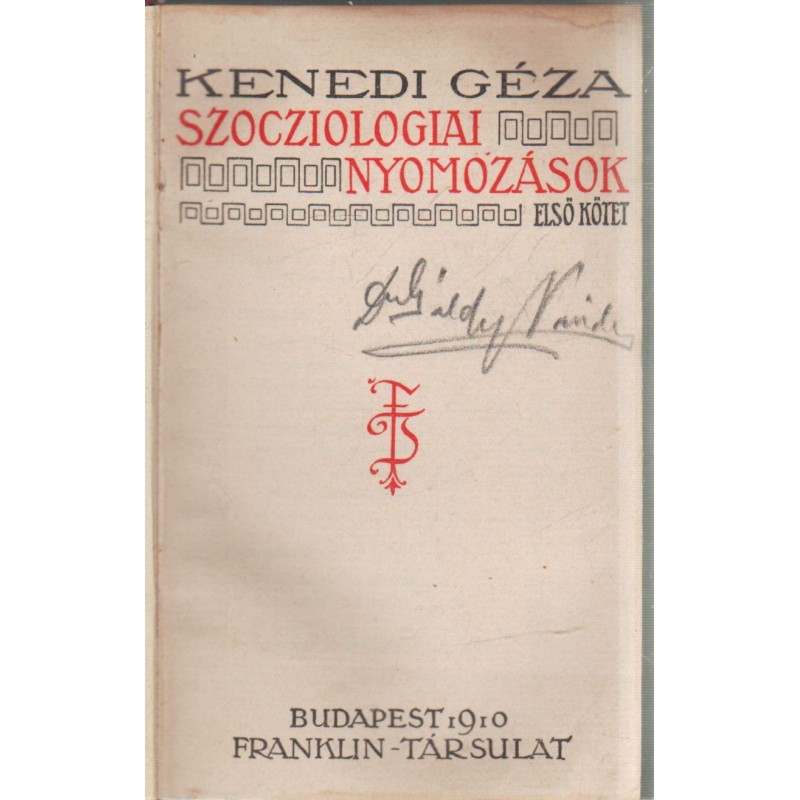 KENEDI GÉZA
SZOCZIOLOGIAI
NYOMOZÁSOK
ELSŐ KÖTET
BUDAPEST 1910
FRANKLIN-TÁRSULAT